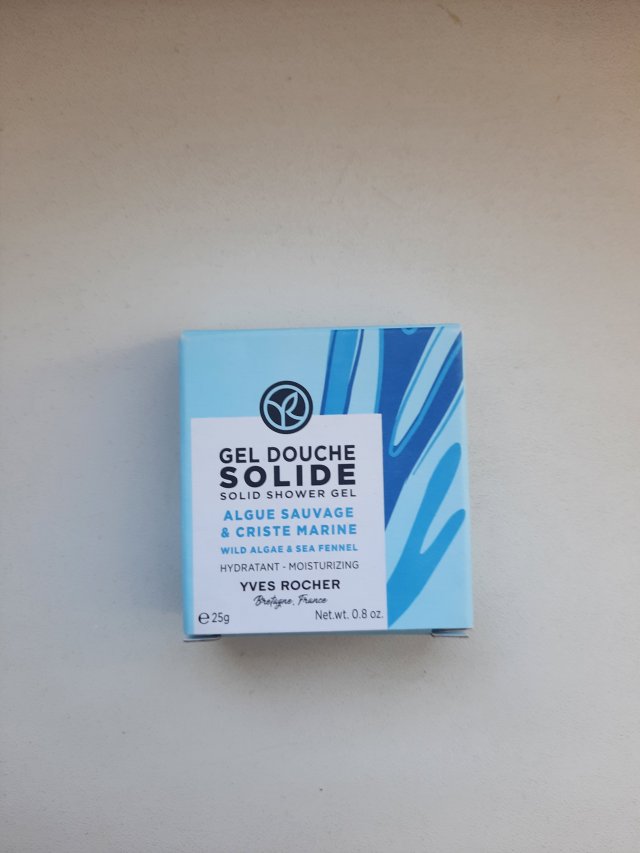 GEL DOUCHE
SOLIDE
SOLID SHOWER GEL
ALGUE SAUVAGE
& CRISTE MARINE
WILD ALGAE & SEA FENNEL
HYDRATANT - MOISTURIZING
YVES ROCHER
Bretagne, France
℮ 25g Net.wt. 0.8 oz.